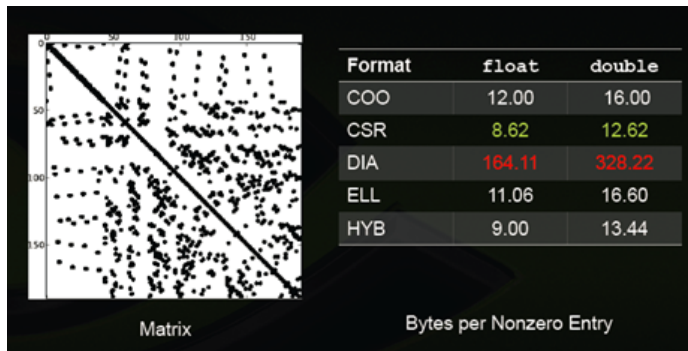 0 50 100 150
0
50
100
150
Matrix
Format float double
COO 12.00 16.00
CSR 8.62 12.62
DIA 164.11 328.22
ELL 11.06 16.60
HYB 9.00 13.44
Bytes per Nonzero Entry